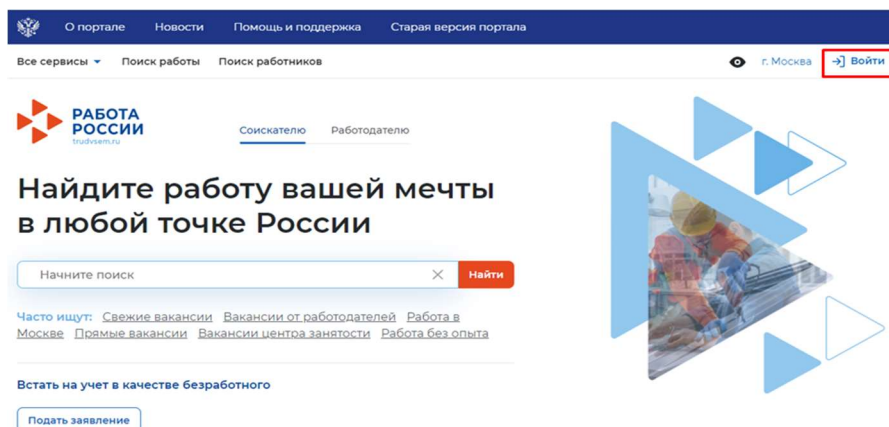 О портале Новости Помощь и поддержка Старая версия портала
Все сервисы Поиск работы Поиск работников г. Москва Войти
РАБОТА
РОССИИ
trudvsem.ru
Соискателю Работодателю
Найдите работу вашей мечты
в любой точке России
Начните поиск Найти
Часто ищут: Свежие вакансии Вакансии от работодателей Работа в
Москве Прямые вакансии Вакансии центра занятости Работа без опыта
Встать на учет в качестве безработного
Подать заявление